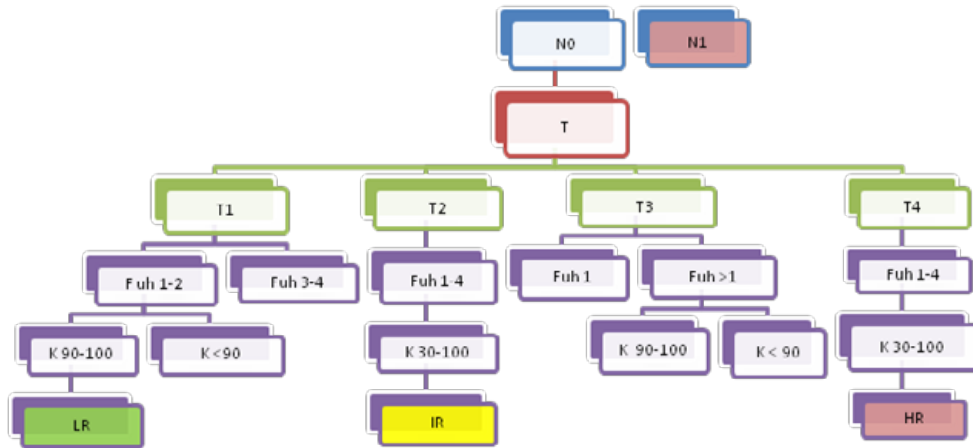 N0
N1
T
T1
T2
T3
T4
Fuh 1-2
Fuh 3-4
Fuh 1-4
Fuh 1
Fuh >1
Fuh 1-4
K 90-100
K <90
K 30-100
K 90-100
K < 90
K 30-100
LR
IR
HR